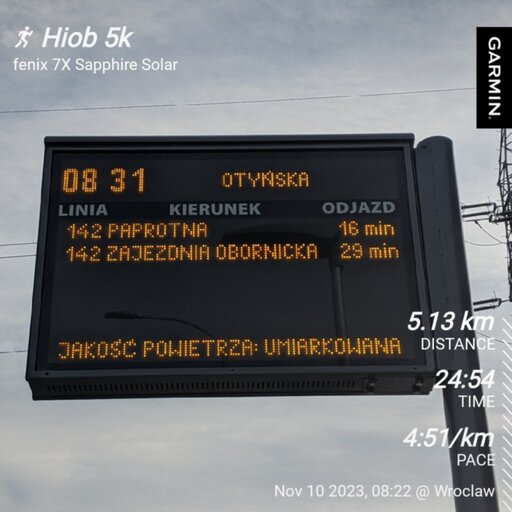 Hiob 5k
fenix 7X Sapphire Solar
GARMIN.
08 31 OTYŃSKA
LINIA KIERUNEK ODJAZD
142 PAPROTNA 16 min
142 ZAJEZDNIA OBORNICKA 29 min
JAKOŚĆ POWIETRZA: UMIARKOWANA
5.13 km
DISTANCE
24:54
TIME
4:51/km
PACE
Nov 10 2023, 08:22 @ Wroclaw